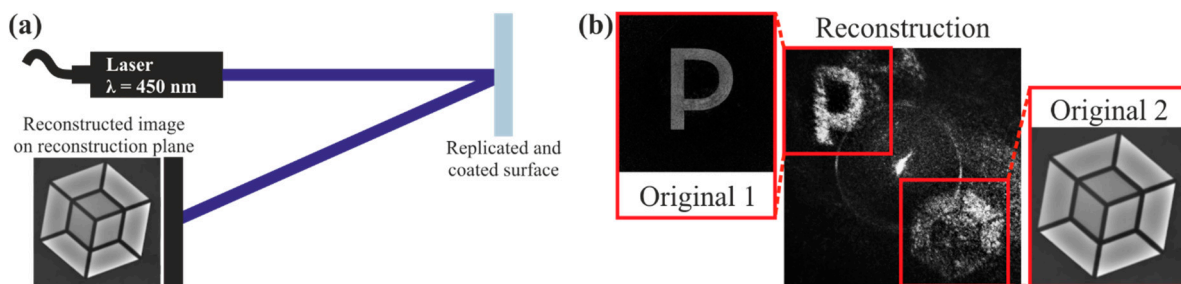 (a)
Laser
λ = 450 nm
Reconstructed image
on reconstruction plane
Replicated and
coated surface
(b)
Reconstruction
P
Original 1
P
Original 2